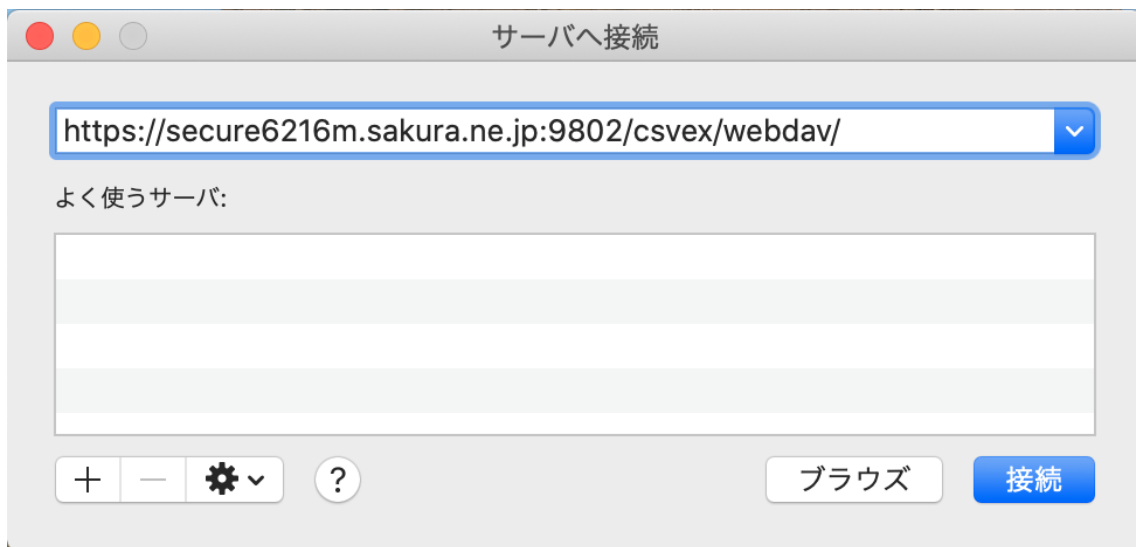 サーバへ接続
https://secure6216m.sakura.ne.jp:9802/csvex/webdav/
よく使うサーバ:
? ブラウズ 接続